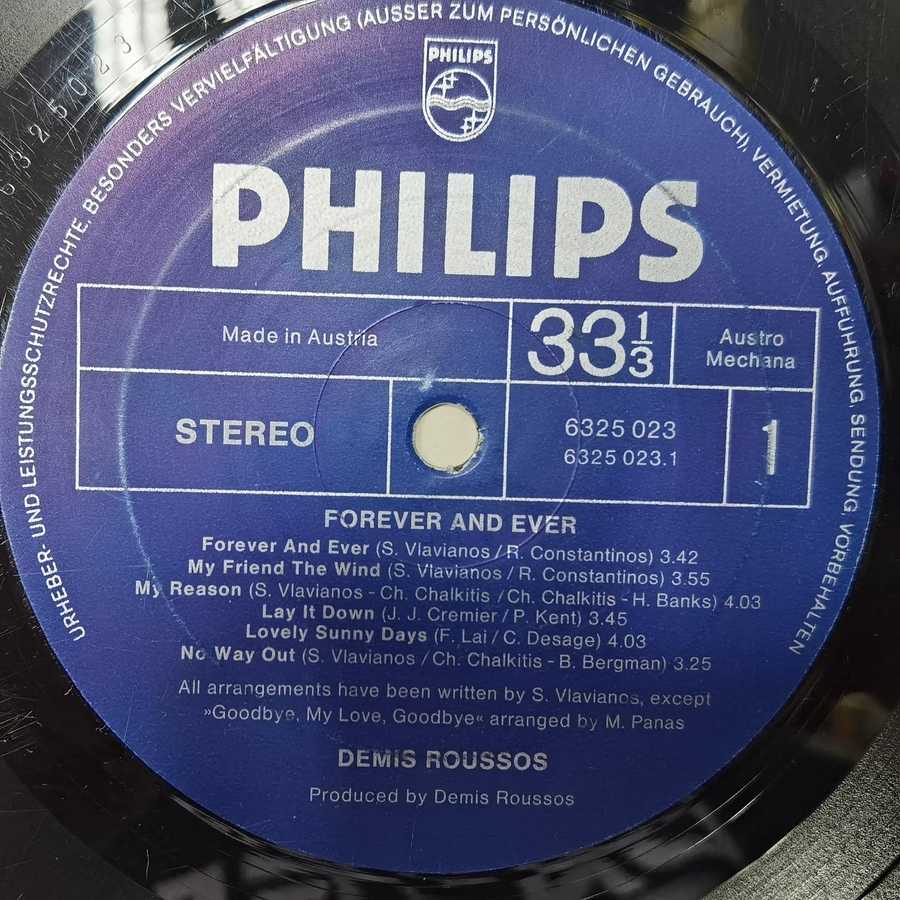 6325023
URHEBER- UND LEISTUNGSSCHUTZRECHTE, BESONDERS VERVIELFÄLTIGUNG (AUSSER ZUM PERSÖNLICHEN GEBRAUCH), VERMIETUNG, AUFFÜHRUNG, SENDUNG, VORBEHALTEN
PHILIPS
PHILIPS
Made in Austria
33 1/3
Austro
Mechana
STEREO
6325 023
6325 023.1
1
FOREVER AND EVER
Forever And Ever (S. Vlavianos / R. Constantinos) 3.42
My Friend The Wind (S. Vlavianos / R. Constantinos) 3.55
My Reason (S. Vlavianos - Ch. Chalkitis / Ch. Chalkitis - H. Banks) 4.03
Lay It Down (J. J. Cremier / P. Kent) 3.45
Lovely Sunny Days (F. Lai / C. Desage) 4.03
No Way Out (S. Vlavianos / Ch. Chalkitis - B. Bergman) 3.25
All arrangements have been written by S. Vlavianos, except
»Goodbye, My Love, Goodbye« arranged by M. Panas
DEMIS ROUSSOS
Produced by Demis Roussos